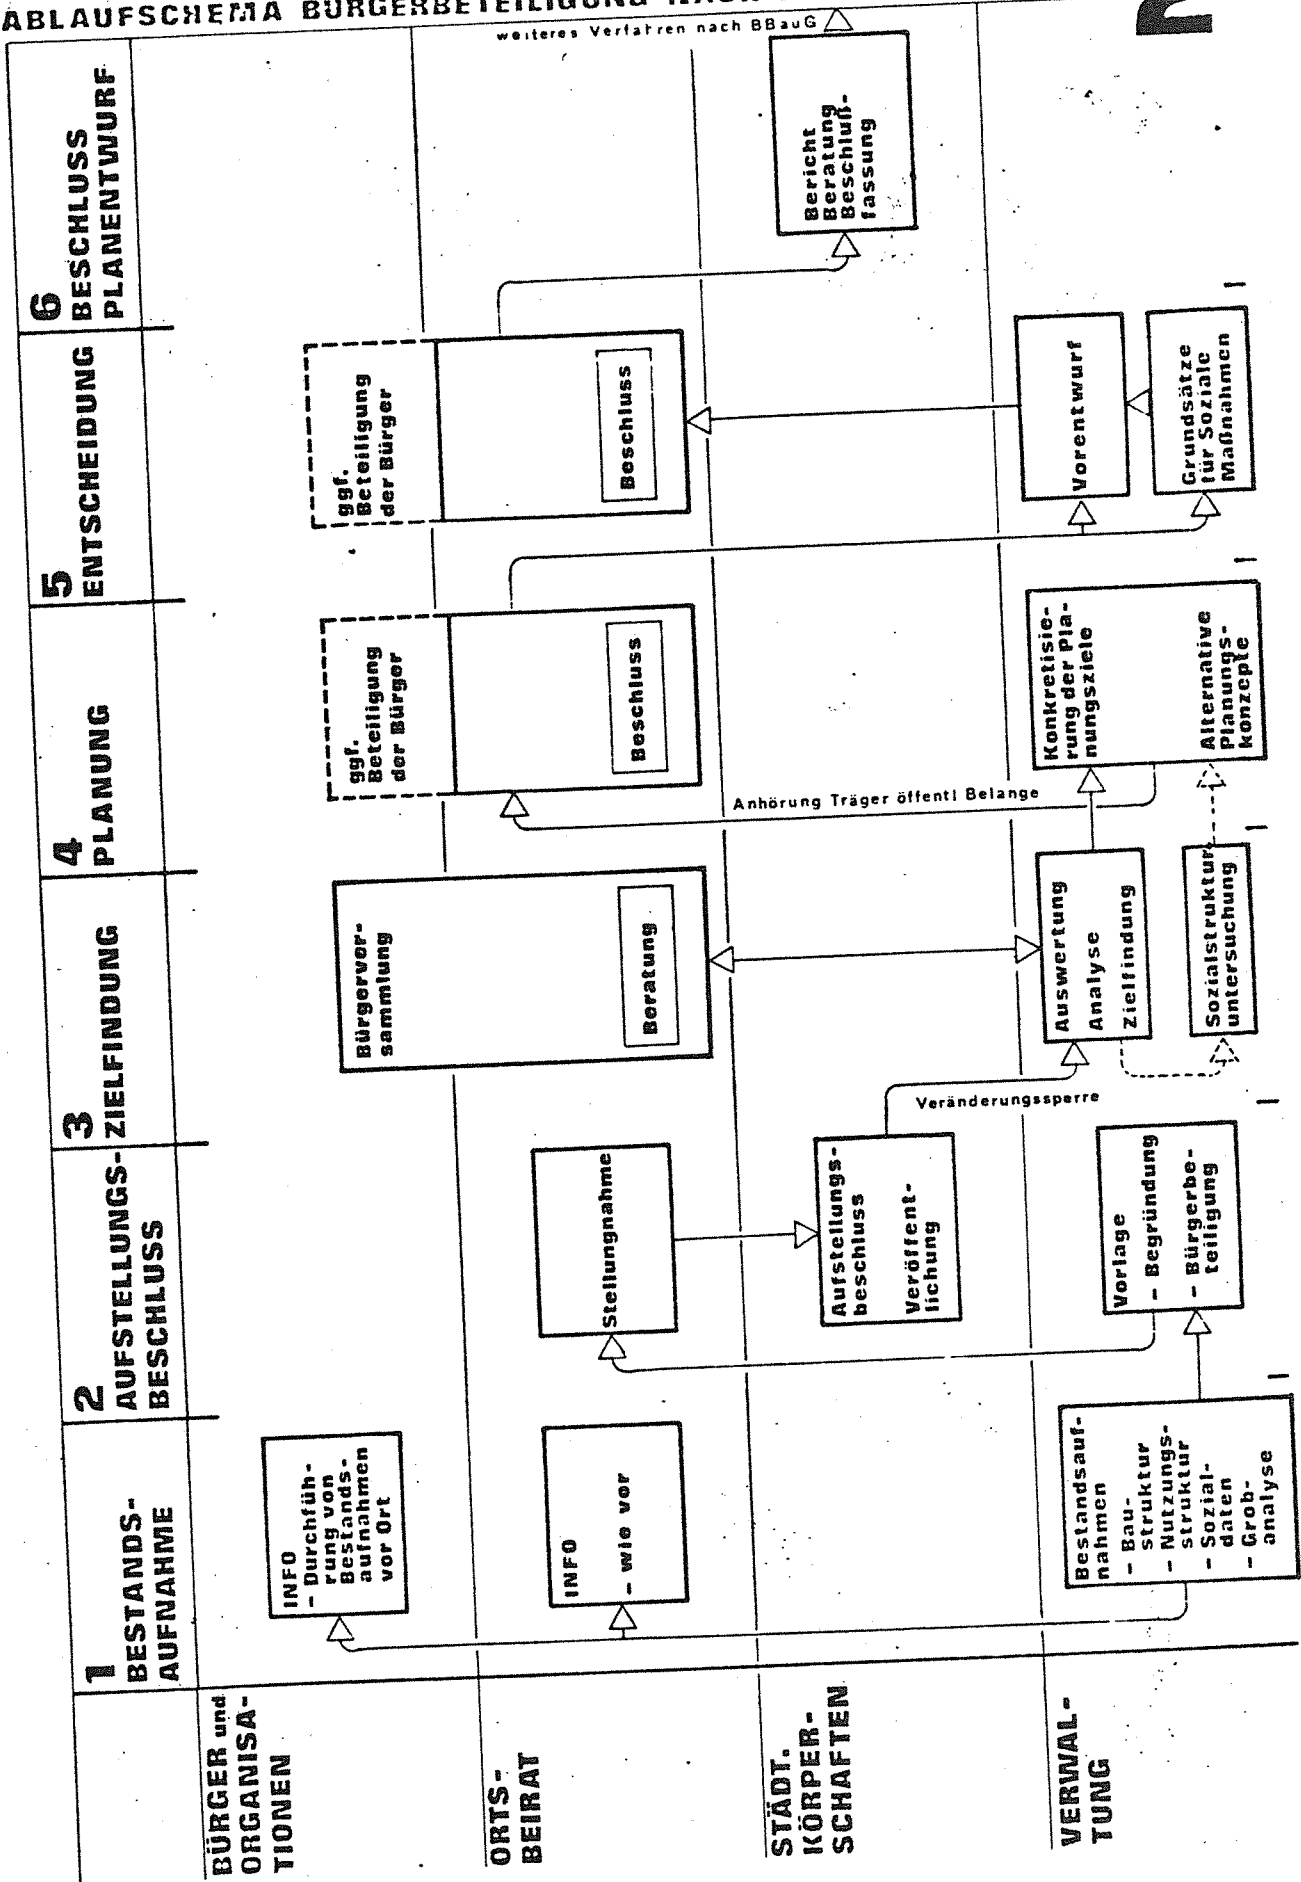 ABLAUFSCHEMA BÜRGERBETEILIGUNG
1
BESTANDS-
AUFNAHME
2
AUFSTELLUNGS-
BESCHLUSS
3
ZIELFINDUNG
4
PLANUNG
5
ENTSCHEIDUNG
6
BESCHLUSS
PLANENTWURF
BÜRGER und
ORGANISA-
TIONEN
INFO
- Durchfüh-
rung von
Bestands-
aufnahmen
vor Ort
Bürgerver-
sammlung
Beratung
ggf.
Beteiligung
der Bürger
Beschluss
ggf.
Beteiligung
der Bürger
Beschluss
ORTS-
BEIRAT
INFO
- wie vor
Stellungnahme
weiteres Verfahren nach BBauG
STÄDT.
KÖRPER-
SCHAFTEN
Aufstellungs-
beschluss
Veröffent-
lichung
Veränderungssperre
Anhörung Träger öffentl Belange
Bericht
Beratung
Beschluß-
fassung
VERWAL-
TUNG
Bestandsauf-
nahmen
- Bau-
struktur
- Nutzungs-
struktur
- Sozial-
daten
- Grob-
analyse
Vorlage
- Begründung
- Bürgerbe-
teiligung
Auswertung
Analyse
Zielfindung
Sozialstruktur
untersuchung
Konkretisie-
rung der Pla-
nungsziele
Alternative
Planungs-
konzepte
Vorentwurf
Grundsätze
für Soziale
Maßnahmen